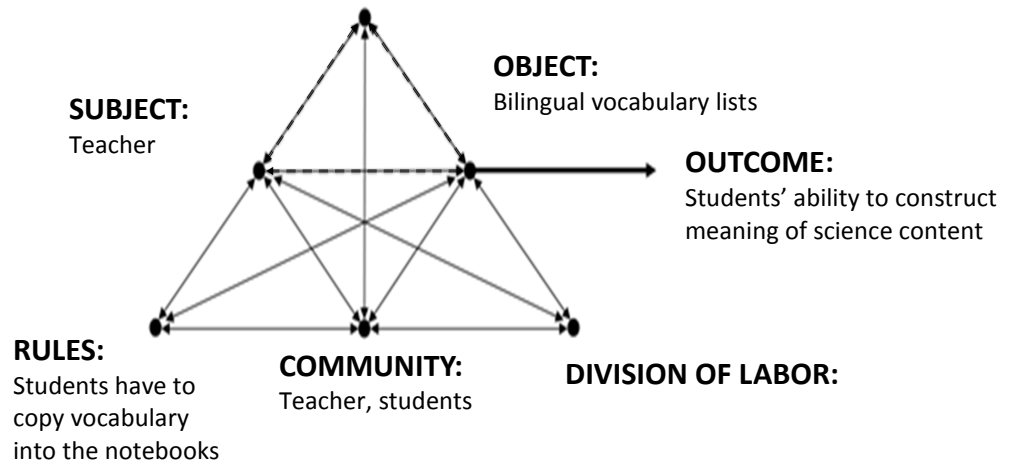 SUBJECT:
Teacher
OBJECT:
Bilingual vocabulary lists
OUTCOME:
Students’ ability to construct
meaning of science content
RULES:
Students have to
copy vocabulary
into the notebooks
COMMUNITY:
Teacher, students
DIVISION OF LABOR: